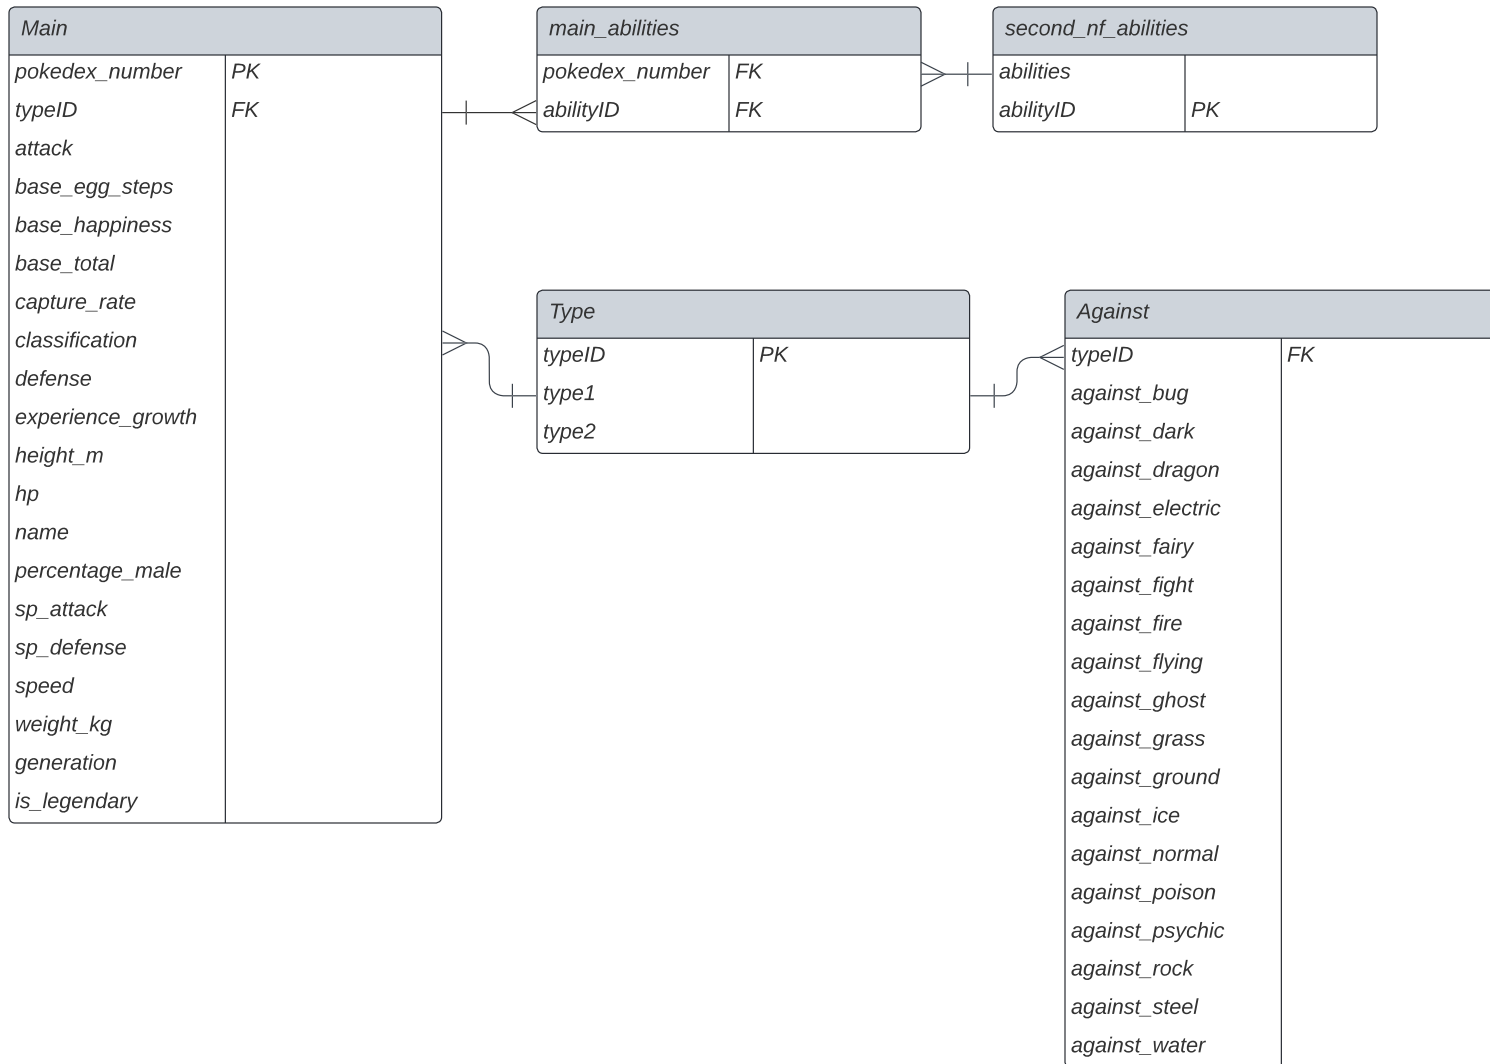 Main
pokedex_number PK
typeID FK
attack
base_egg_steps
base_happiness
base_total
capture_rate
classification
defense
experience_growth
height_m
hp
name
percentage_male
sp_attack
sp_defense
speed
weight_kg
generation
is_legendary
main_abilities
pokedex_number FK
abilityID FK
second_nf_abilities
abilities
abilityID PK
Type
typeID PK
type1
type2
Against
typeID FK
against_bug
against_dark
against_dragon
against_electric
against_fairy
against_fight
against_fire
against_flying
against_ghost
against_grass
against_ground
against_ice
against_normal
against_poison
against_psychic
against_rock
against_steel
against_water